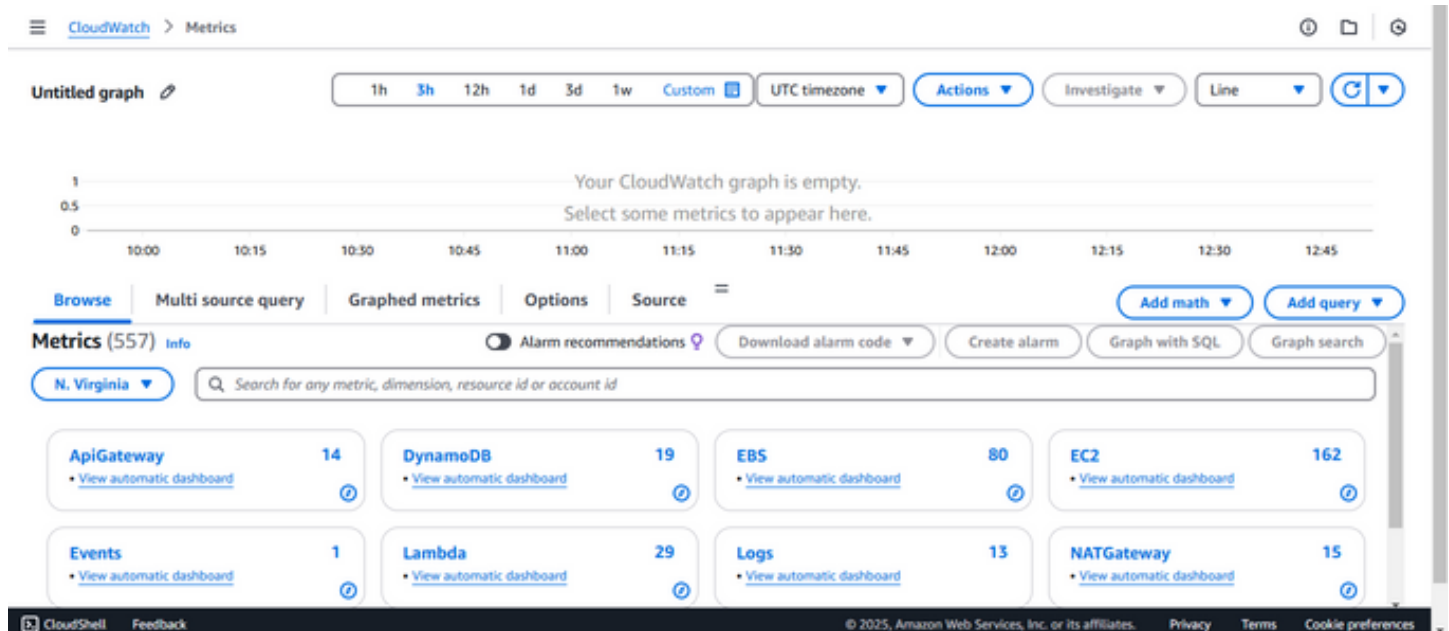 CloudWatch > Metrics
Untitled graph 1h 3h 12h 1d 3d 1w Custom UTC timezone Actions Investigate Line
1
Your CloudWatch graph is empty.
0.5
Select some metrics to appear here.
0
10:00 10:15 10:30 10:45 11:00 11:15 11:30 11:45 12:00 12:15 12:30 12:45
Browse Multi source query Graphed metrics Options Source Add math Add query
Metrics (557) Info Alarm recommendations Download alarm code Create alarm Graph with SQL Graph search
N. Virginia Search for any metric, dimension, resource id or account id
ApiGateway 14 DynamoDB 19 EBS 80 EC2 162
• View automatic dashboard • View automatic dashboard • View automatic dashboard • View automatic dashboard
Events 1 Lambda 29 Logs 13 NATGateway 15
• View automatic dashboard • View automatic dashboard • View automatic dashboard • View automatic dashboard
CloudShell Feedback © 2025, Amazon Web Services, Inc. or its affiliates. Privacy Terms Cookie preferences